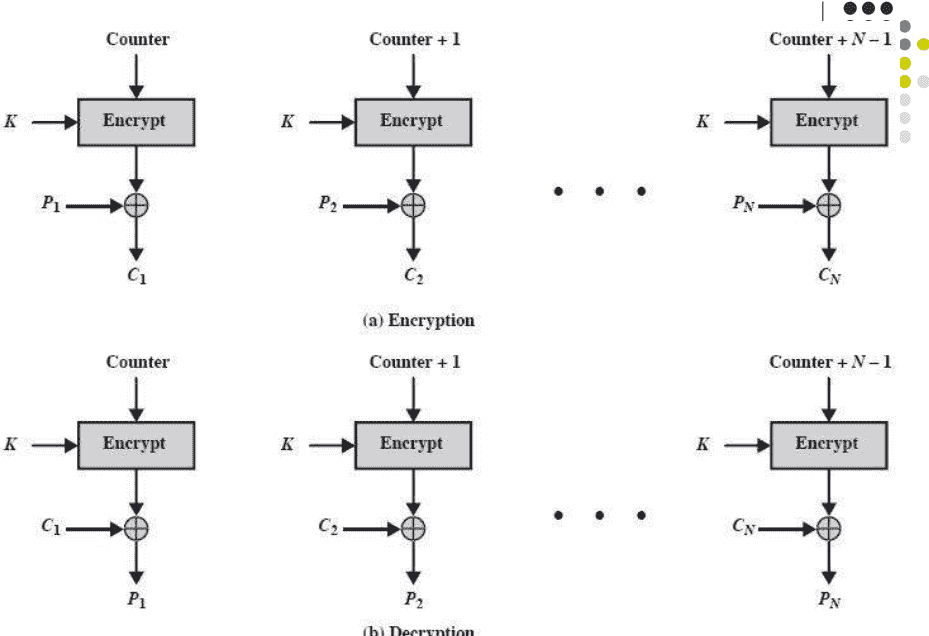 Counter Counter + 1 Counter + N – 1
K Encrypt K Encrypt K Encrypt
P1 P2 PN
C1 C2 CN
(a) Encryption
Counter Counter + 1 Counter + N – 1
K Encrypt K Encrypt K Encrypt
C1 C2 CN
P1 P2 PN
(b) Decryption